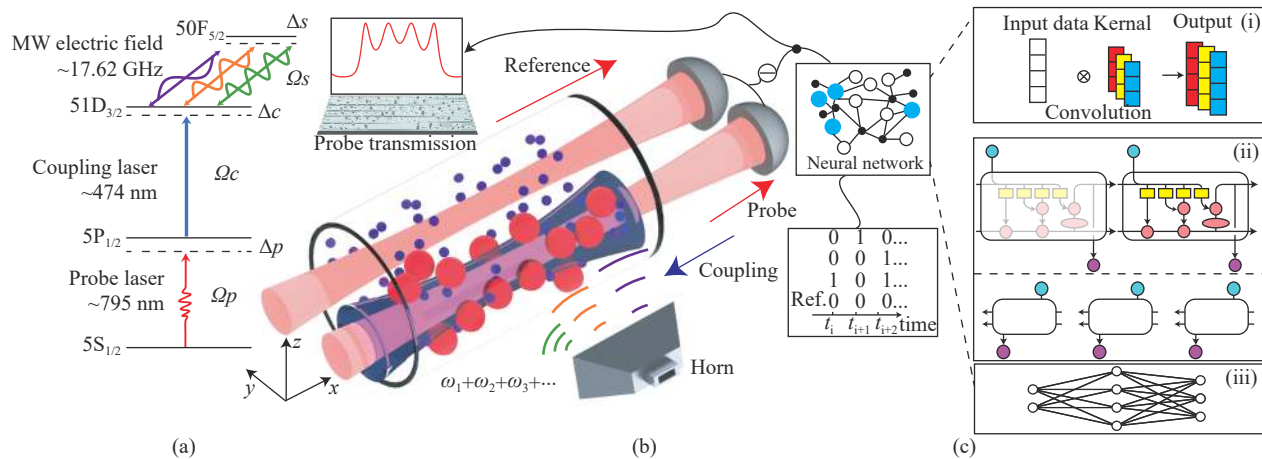 50F5/2
Δs
MW electric field
~17.62 GHz
Ωs
51D3/2
Δc
Coupling laser
~474 nm
Ωc
5P1/2
Δp
Probe laser
~795 nm
Ωp
5S1/2
z
y
x
(a)
Probe transmission
Reference
Probe
Coupling
Horn
ω1+ω2+ω3+···
(b)
Neural network
0 1 0...
0 0 1...
1 0 1...
Ref. 0 0 0...
ti ti+1 ti+2 time
(c)
(i)
Input data Kernal
Output
⊗
Convolution
(ii)
(iii)